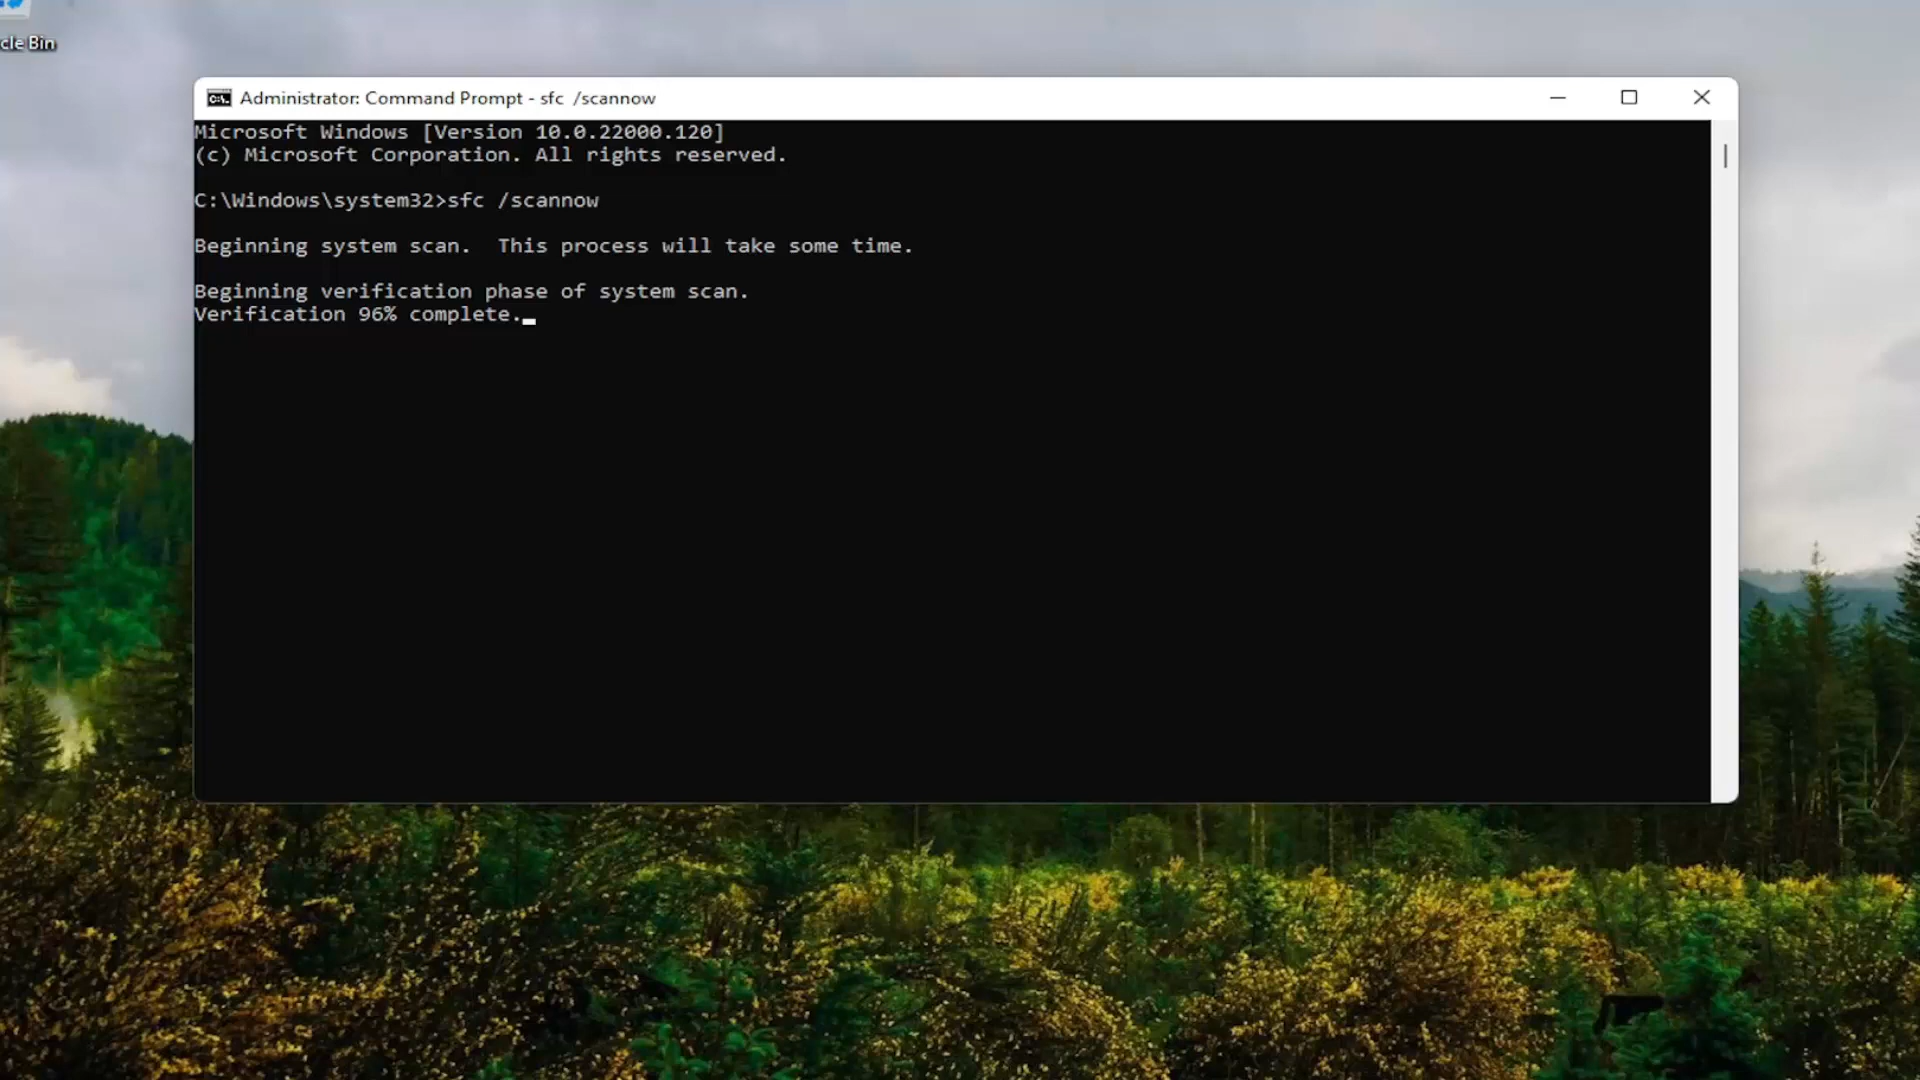 cle Bin
Administrator: Command Prompt - sfc  /scannow
Microsoft Windows [Version 10.0.22000.120]
(c) Microsoft Corporation. All rights reserved.
C:\Windows\system32>sfc /scannow
Beginning system scan.  This process will take some time.
Beginning verification phase of system scan.
Verification 96% complete.